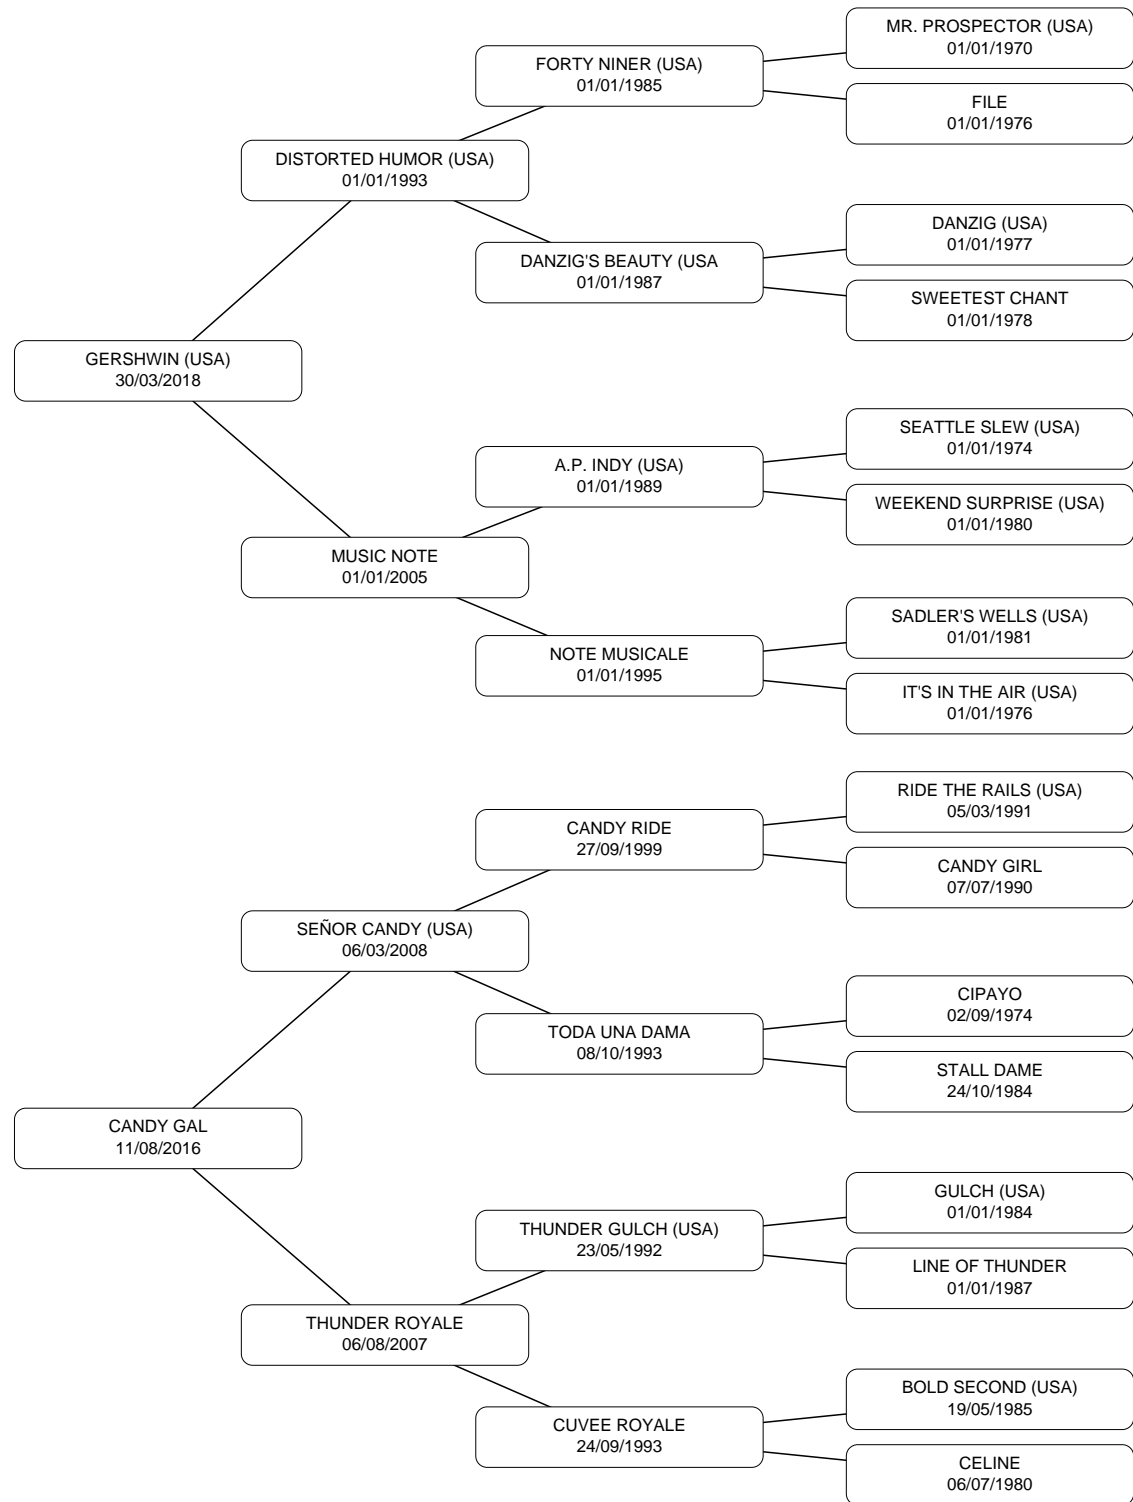 MR. PROSPECTOR (USA)
01/01/1970
FORTY NINER (USA)
01/01/1985
FILE
01/01/1976
DISTORTED HUMOR (USA)
01/01/1993
DANZIG (USA)
01/01/1977
DANZIG'S BEAUTY (USA
01/01/1987
SWEETEST CHANT
01/01/1978
GERSHWIN (USA)
30/03/2018
SEATTLE SLEW (USA)
01/01/1974
A.P. INDY (USA)
01/01/1989
WEEKEND SURPRISE (USA)
01/01/1980
MUSIC NOTE
01/01/2005
SADLER'S WELLS (USA)
01/01/1981
NOTE MUSICALE
01/01/1995
IT'S IN THE AIR (USA)
01/01/1976
RIDE THE RAILS (USA)
05/03/1991
CANDY RIDE
27/09/1999
CANDY GIRL
07/07/1990
SEÑOR CANDY (USA)
06/03/2008
CIPAYO
02/09/1974
TODA UNA DAMA
08/10/1993
STALL DAME
24/10/1984
CANDY GAL
11/08/2016
GULCH (USA)
01/01/1984
THUNDER GULCH (USA)
23/05/1992
LINE OF THUNDER
01/01/1987
THUNDER ROYALE
06/08/2007
BOLD SECOND (USA)
19/05/1985
CUVEE ROYALE
24/09/1993
CELINE
06/07/1980